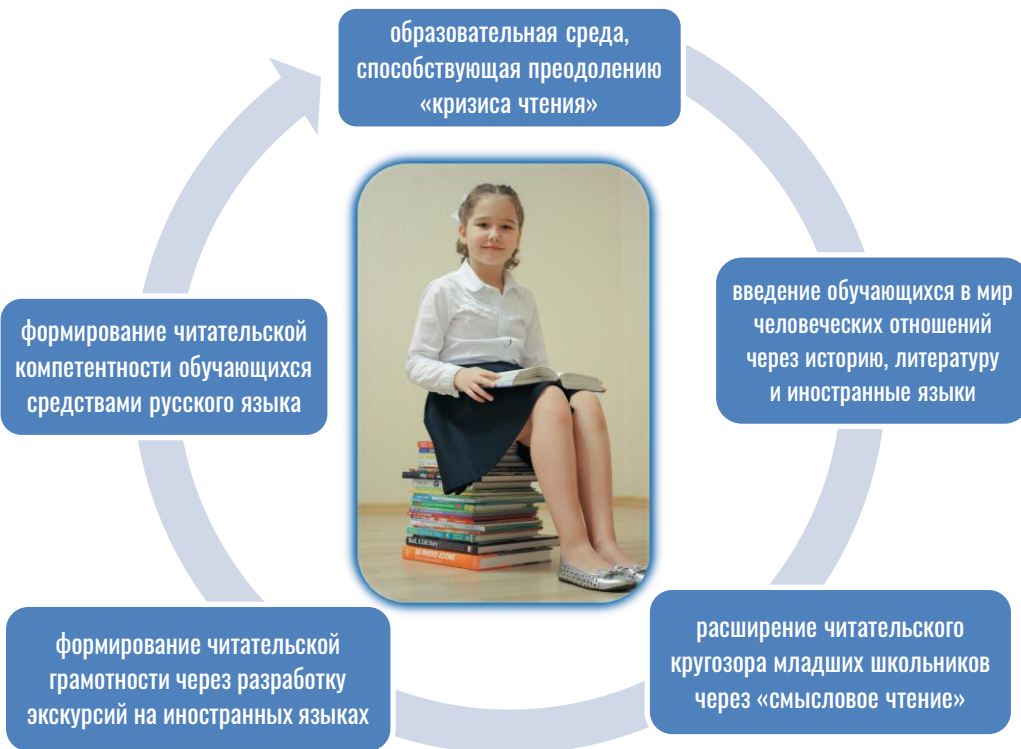 образовательная среда,
способствующая преодолению
«кризиса чтения»
введение обучающихся в мир
человеческих отношений
через историю, литературу
и иностранные языки
расширение читательского
кругозора младших школьников
через «смысловое чтение»
формирование читательской
грамотности через разработку
экскурсий на иностранных языках
формирование читательской
компетентности обучающихся
средствами русского языка